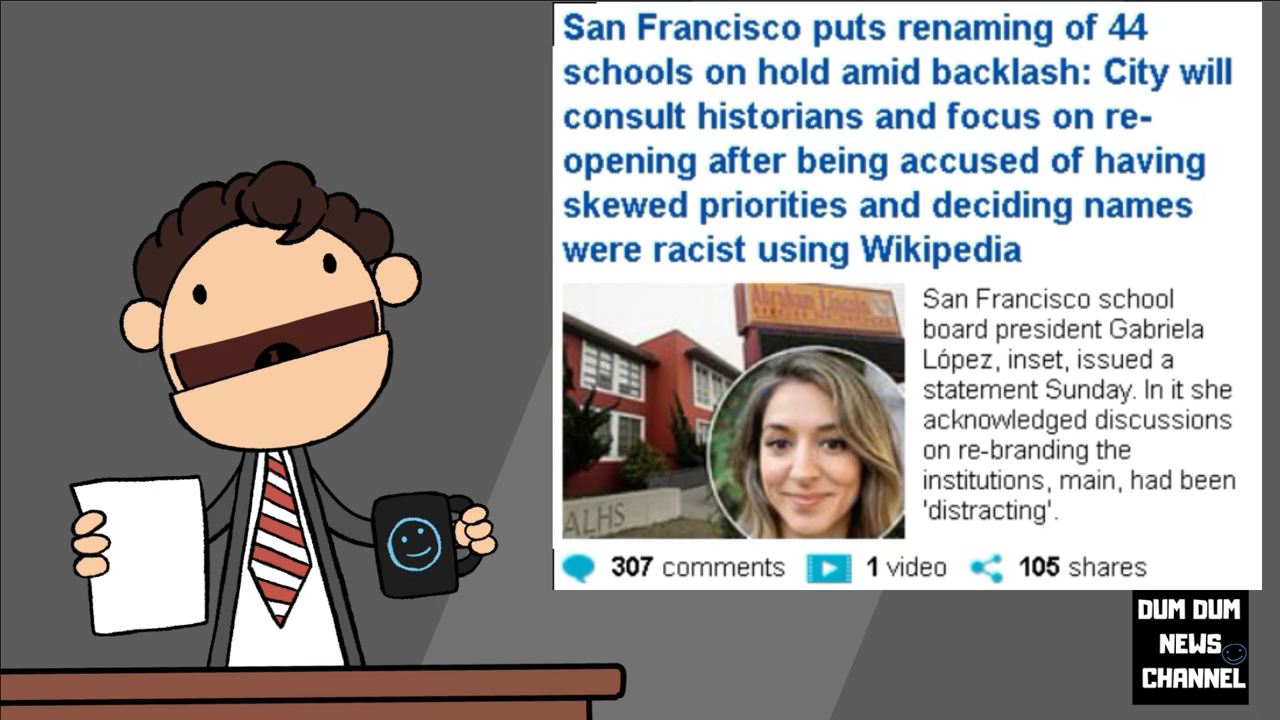 San Francisco puts renaming of 44
schools on hold amid backlash: City will
consult historians and focus on re-
opening after being accused of having
skewed priorities and deciding names
were racist using Wikipedia
Abraham Lincoln
ALHS
San Francisco school
board president Gabriela
López, inset, issued a
statement Sunday. In it she
acknowledged discussions
on re-branding the
institutions, main, had been
'distracting'.
307 comments 1 video 105 shares
DUM DUM
NEWS
CHANNEL